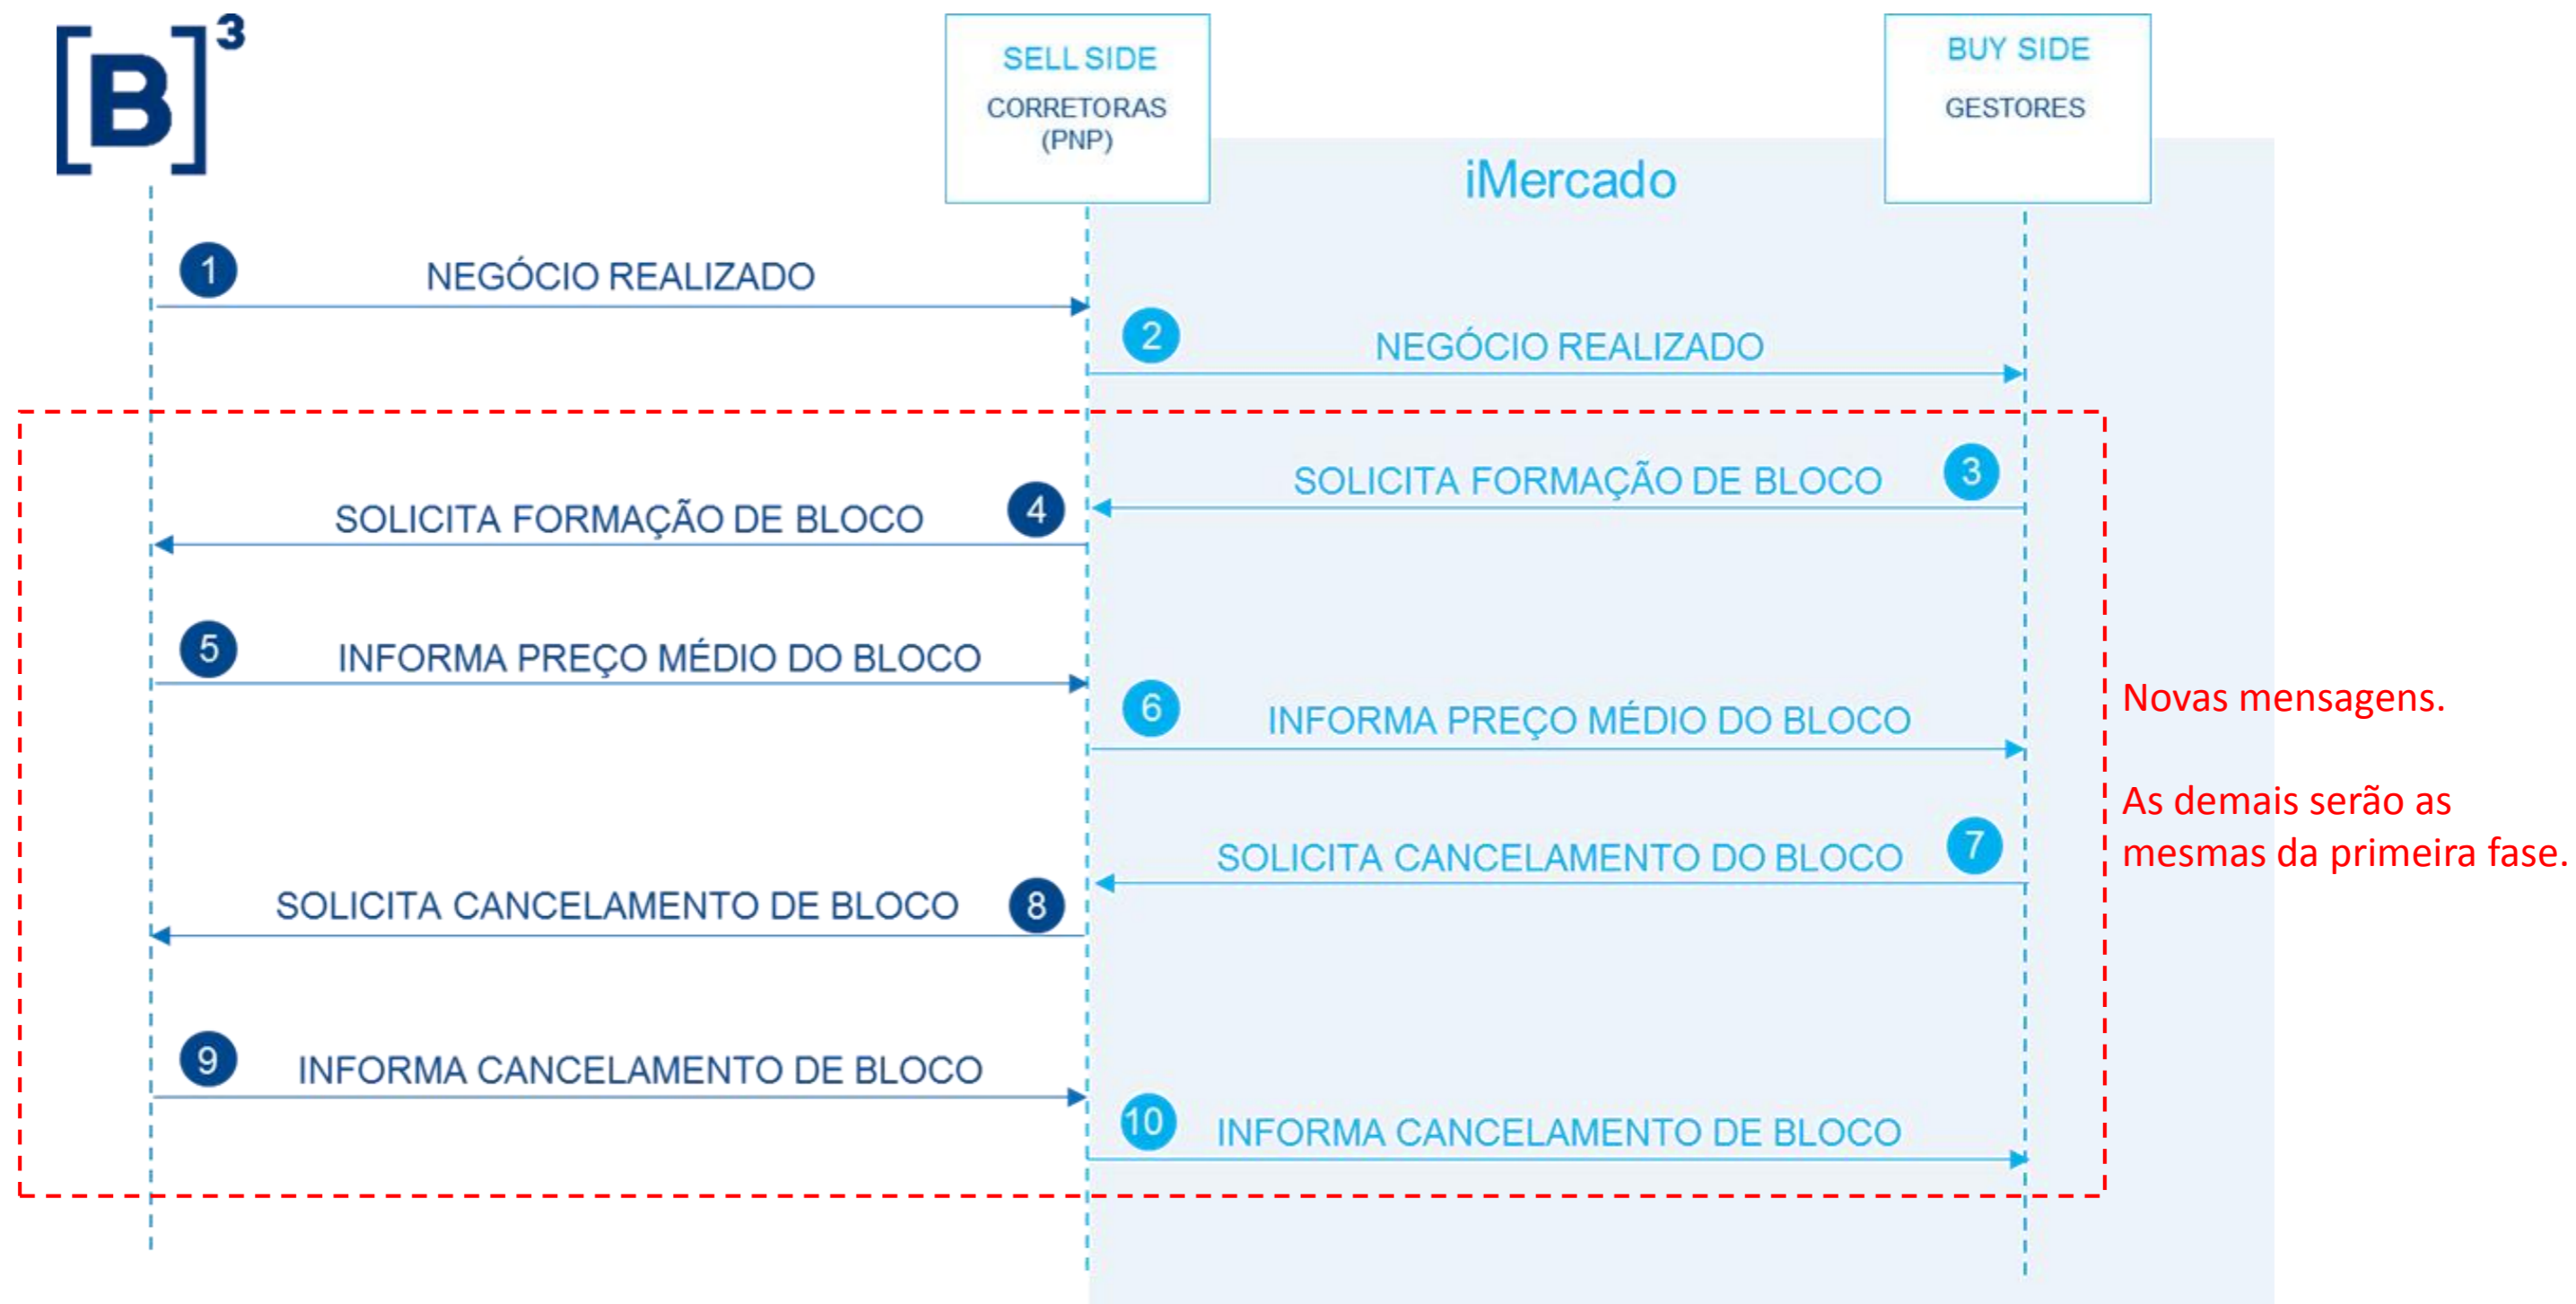 [B]³
SELL SIDE
CORRETORAS
(PNP)
BUY SIDE
GESTORES
iMercado
1
NEGÓCIO REALIZADO
2
NEGÓCIO REALIZADO
SOLICITA FORMAÇÃO DE BLOCO
3
SOLICITA FORMAÇÃO DE BLOCO
4
5
INFORMA PREÇO MÉDIO DO BLOCO
6
INFORMA PREÇO MÉDIO DO BLOCO
Novas mensagens.
As demais serão as
mesmas da primeira fase.
SOLICITA CANCELAMENTO DO BLOCO
7
SOLICITA CANCELAMENTO DE BLOCO
8
9
INFORMA CANCELAMENTO DE BLOCO
10
INFORMA CANCELAMENTO DE BLOCO